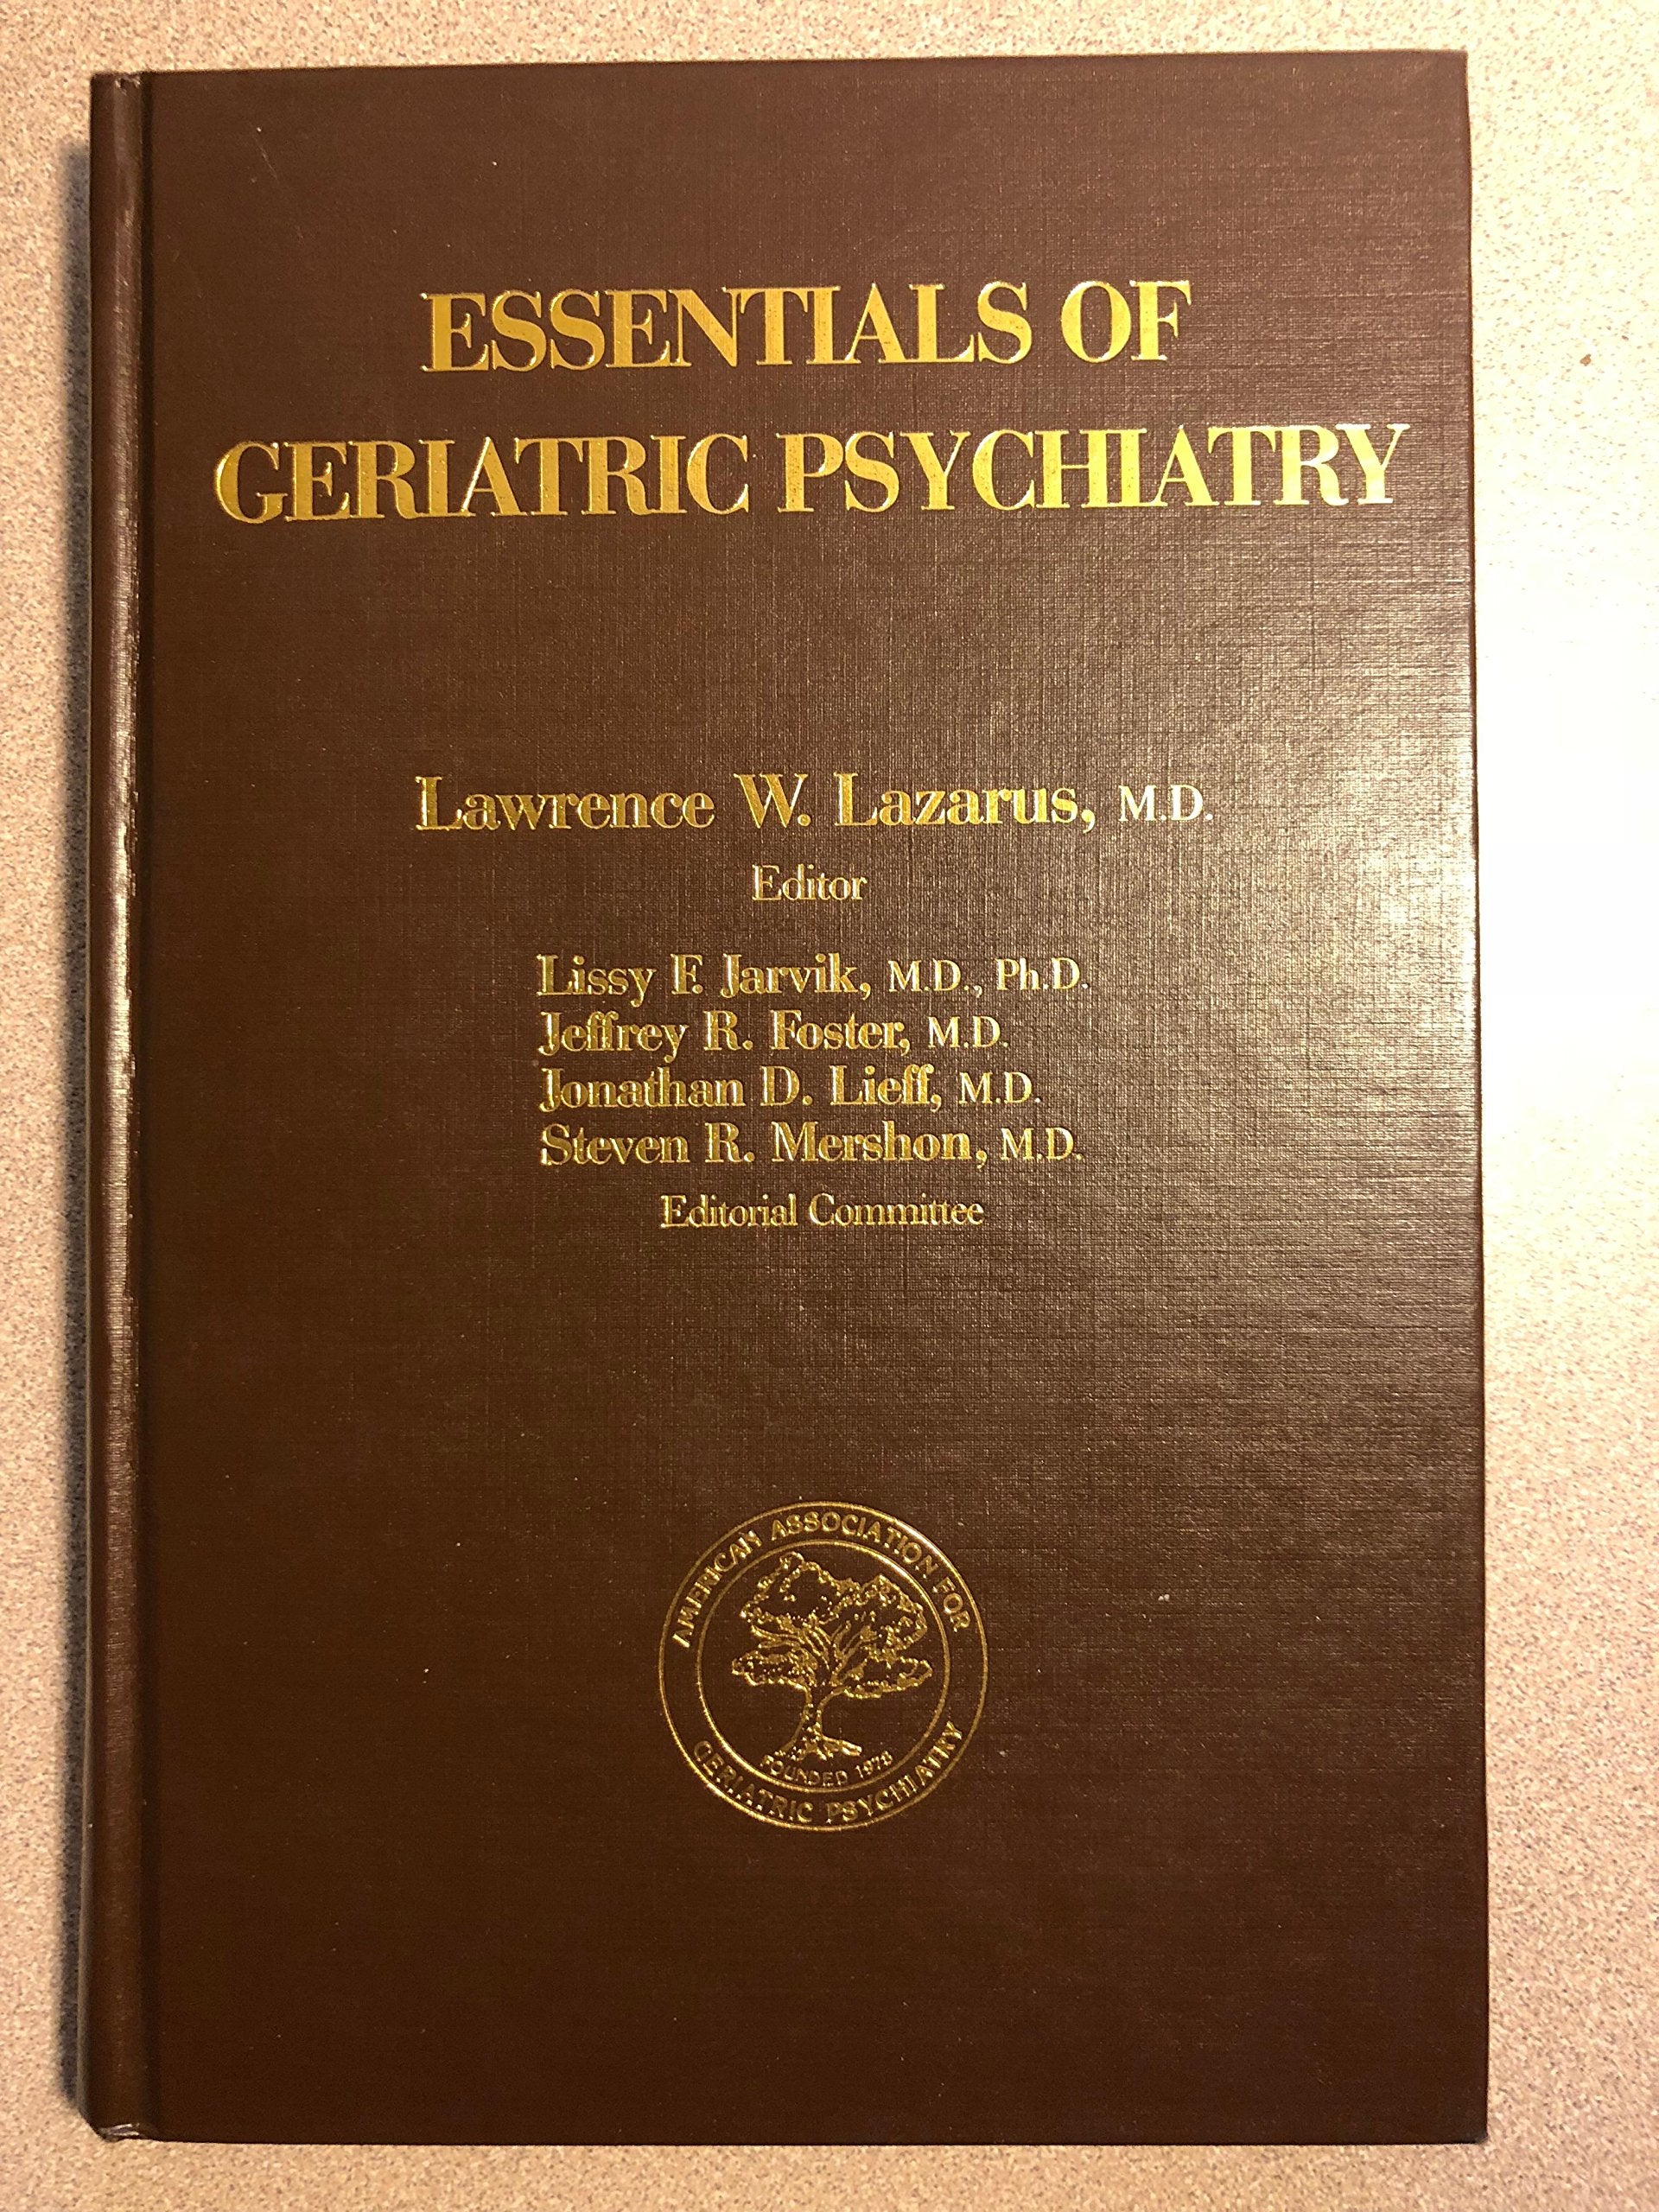 ESSENTIALS OF
GERIATRIC PSYCHIATRY
Lawrence W. Lazarus, M.D.
Editor
Lissy F. Jarvik, M.D., Ph.D.
Jeffrey R. Foster, M.D.
Jonathan D. Lieff, M.D.
Steven R. Mershon, M.D.
Editorial Committee
AMERICAN ASSOCIATION FOR
FOUNDED 1978
GERIATRIC PSYCHIATRY